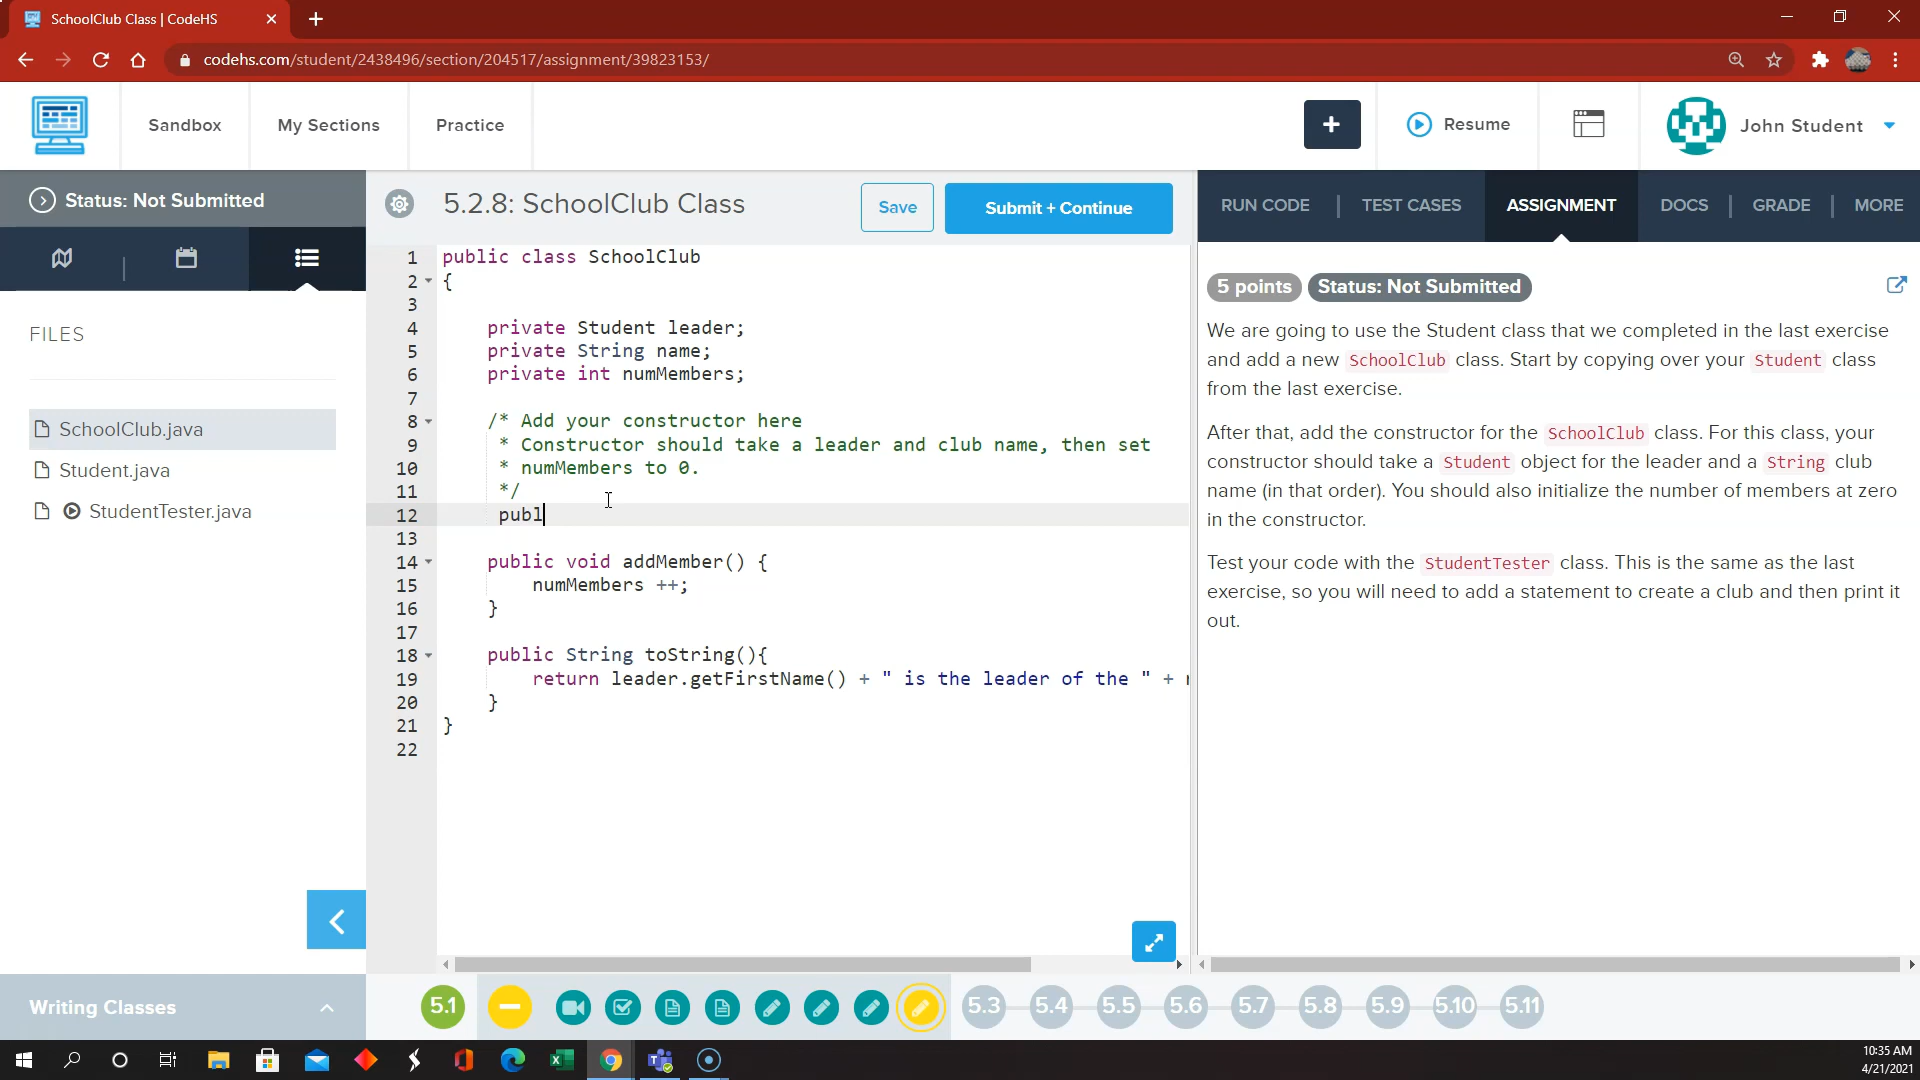 SchoolClub Class | CodeHS
codehs.com/student/2438496/section/204517/assignment/39823153/
Sandbox
My Sections
Practice
+
Resume
John Student
Status: Not Submitted
5.2.8: SchoolClub Class
Save
Submit + Continue
RUN CODE
TEST CASES
ASSIGNMENT
DOCS
GRADE
MORE
FILES
SchoolClub.java
Student.java
StudentTester.java
1 public class SchoolClub
2 {
3
4 private Student leader;
5 private String name;
6 private int numMembers;
7
8 /* Add your constructor here
9 * Constructor should take a leader and club name, then set
10 * numMembers to 0.
11 */
12 publ
13
14 public void addMember() {
15 numMembers ++;
16 }
17
18 public String toString(){
19 return leader.getFirstName() + " is the leader of the " +
20 }
21 }
22
5 points
Status: Not Submitted
We are going to use the Student class that we completed in the last exercise
and add a new SchoolClub class. Start by copying over your Student class
from the last exercise.
After that, add the constructor for the SchoolClub class. For this class, your
constructor should take a Student object for the leader and a String club
name (in that order). You should also initialize the number of members at zero
in the constructor.
Test your code with the StudentTester class. This is the same as the last
exercise, so you will need to add a statement to create a club and then print it
out.
Writing Classes
5.1
5.3
5.4
5.5
5.6
5.7
5.8
5.9
5.10
5.11
10:35 AM
4/21/2021